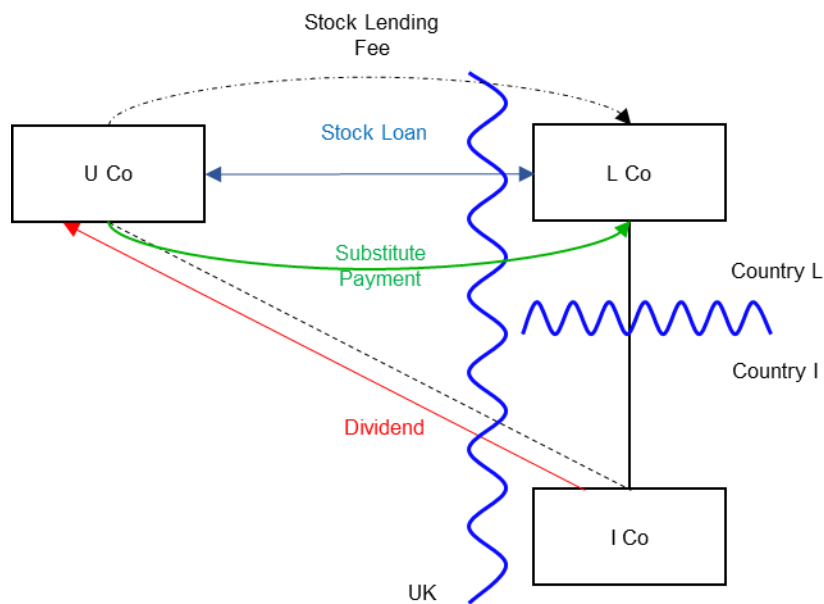 Stock Lending
Fee
U Co
Stock Loan
L Co
Substitute
Payment
Country L
Country I
Dividend
I Co
UK